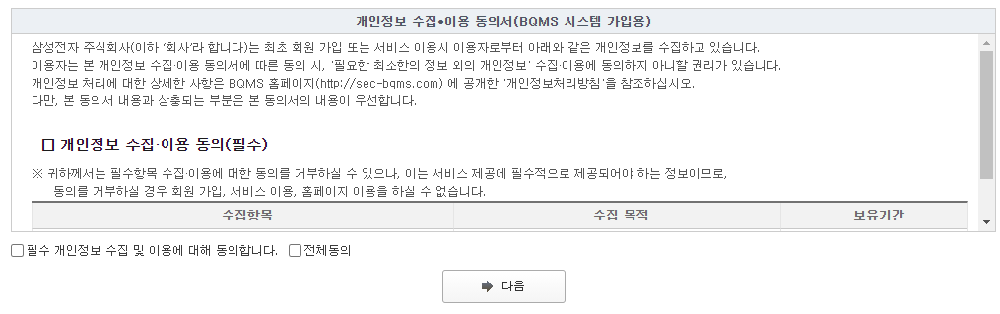 개인정보 수집•이용 동의서(BQMS 시스템 가입용)
삼성전자 주식회사(이하 ‘회사’라 합니다)는 최초 회원 가입 또는 서비스 이용시 이용자로부터 아래와 같은 개인정보를 수집하고 있습니다.
이용자는 본 개인정보 수집·이용 동의서에 따른 동의 시, '필요한 최소한의 정보 외의 개인정보' 수집·이용에 동의하지 아니할 권리가 있습니다.
개인정보 처리에 대한 상세한 사항은 BQMS 홈페이지(http://sec-bqms.com) 에 공개한 '개인정보처리방침'을 참조하십시오.
다만, 본 동의서 내용과 상충되는 부분은 본 동의서의 내용이 우선합니다.
□ 개인정보 수집·이용 동의(필수)
※ 귀하께서는 필수항목 수집·이용에 대한 동의를 거부하실 수 있으나, 이는 서비스 제공에 필수적으로 제공되어야 하는 정보이므로,
동의를 거부하실 경우 회원 가입, 서비스 이용, 홈페이지 이용을 하실 수 없습니다.
수집항목 수집 목적 보유기간
필수 개인정보 수집 및 이용에 대해 동의합니다. 전체동의
다음